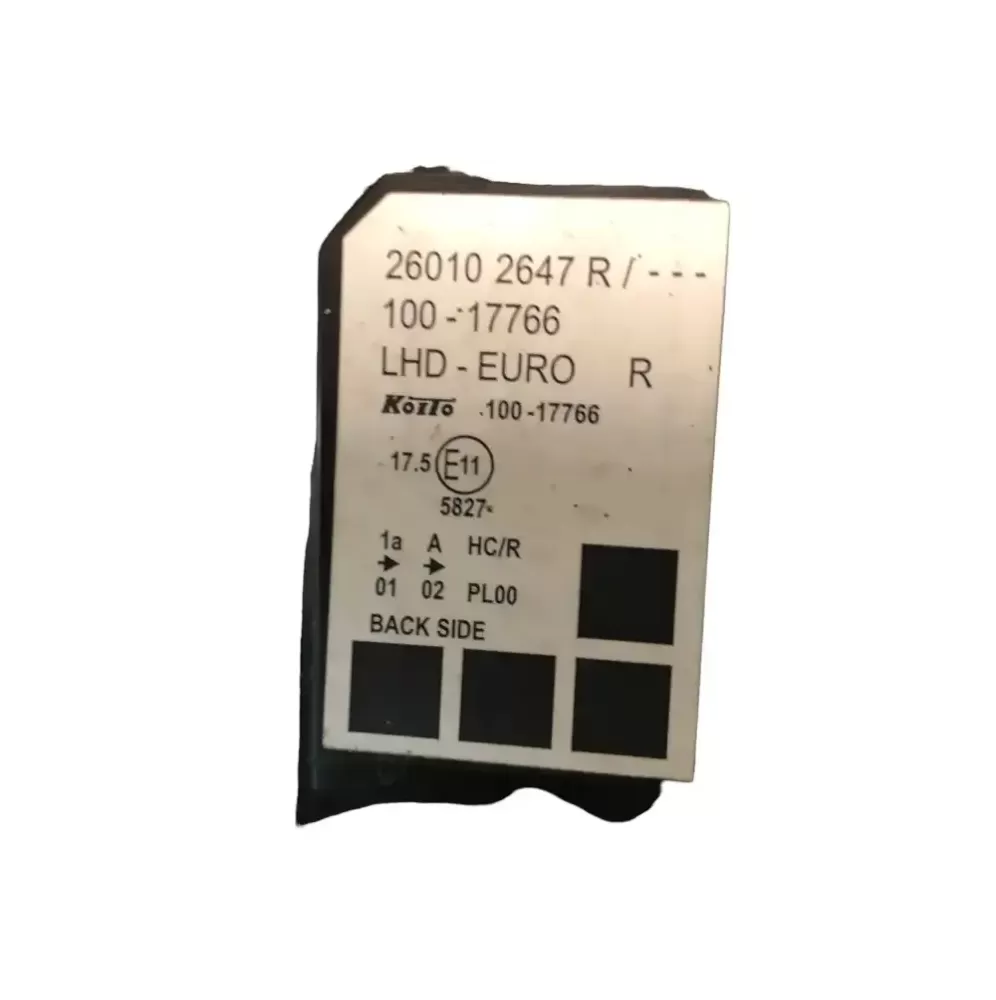 26010 2647 R / - - -
100 - 17766
LHD - EURO R
KOITO 100 -17766
17.5 E11
5827
1a A HC/R
→ →
01 02 PL00
BACK SIDE